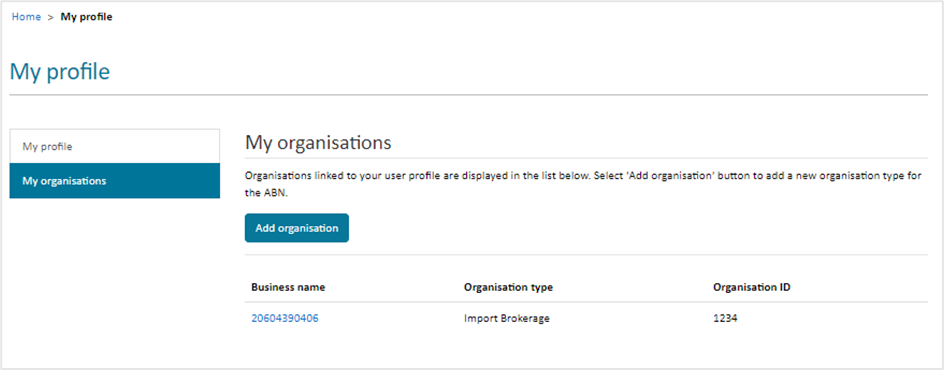 Home > My profile
My profile
My profile
My organisations
My organisations
Organisations linked to your user profile are displayed in the list below. Select 'Add organisation' button to add a new organisation type for
the ABN.
Add organisation
Business name Organisation type Organisation ID
20604390406 Import Brokerage 1234